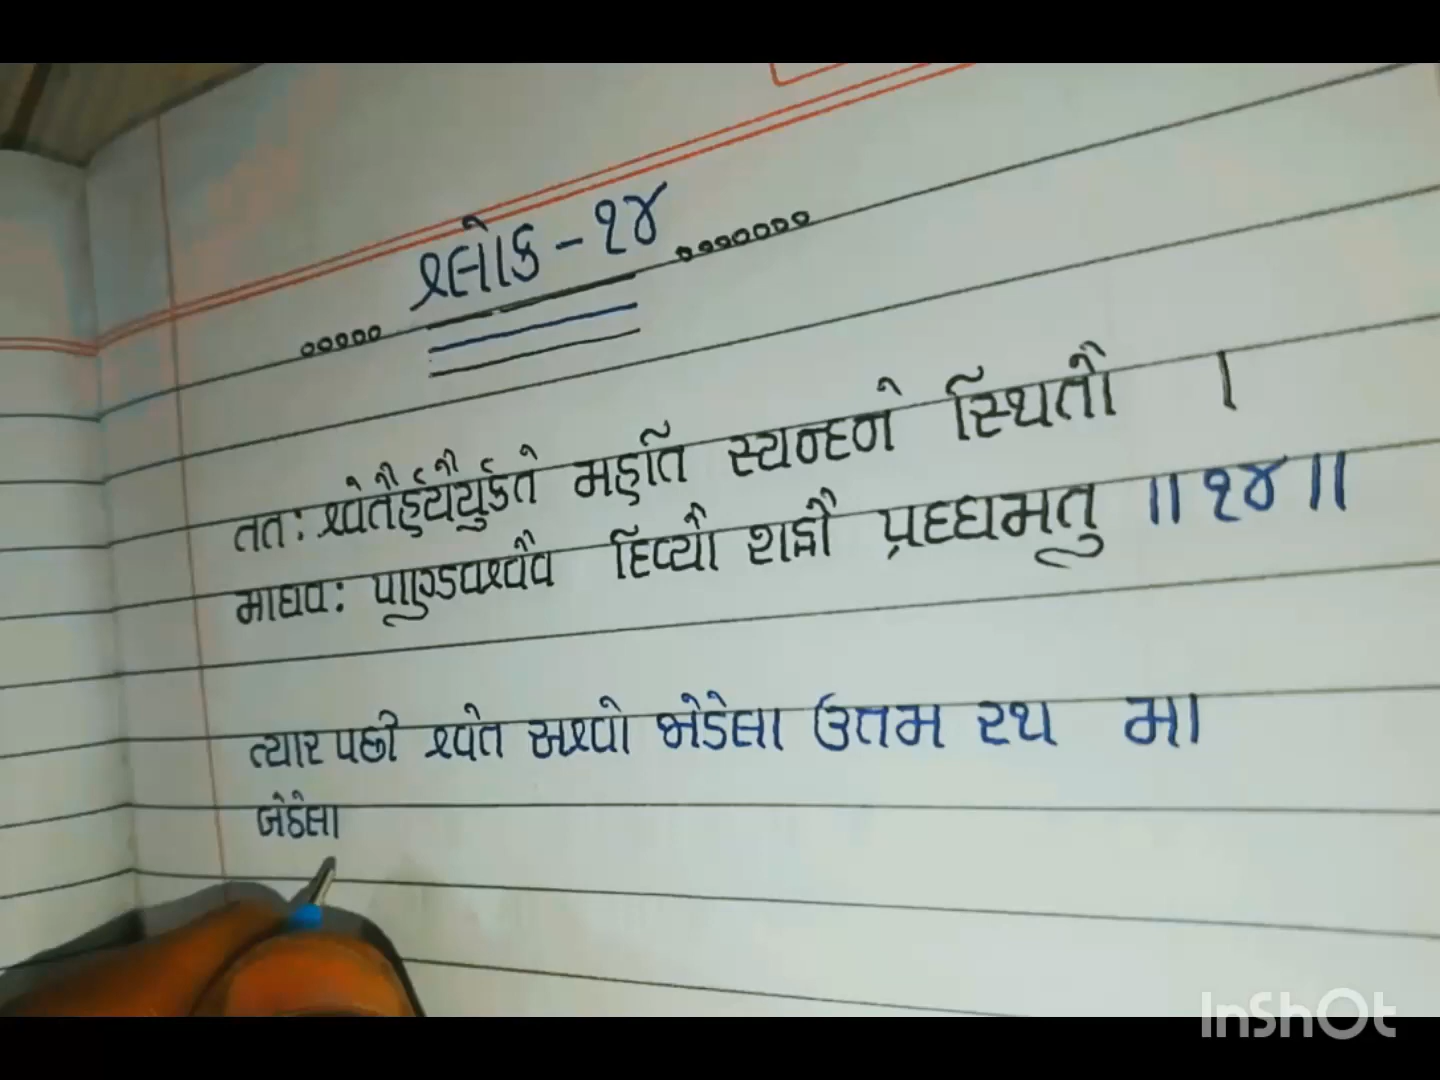 શ્લોક - ૧૪
તતઃ શ્વેતૈર્હયૈર્યુક્તે મહતિ સ્યન્દને સ્થિતૌ ।
માધવઃ પાણ્ડવશ્ચૈવ દિવ્યૌ શઙ્ખૌ પ્રદધ્મતુ ॥ ૧૪ ॥
ત્યાર પછી શ્વેત અશ્વો જોડેલા ઉત્તમ રથ મા
બેઠેલા
InShOt